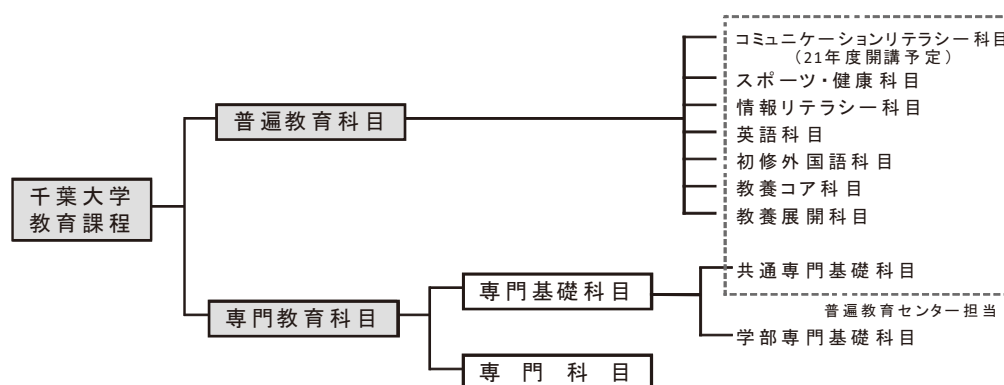 コミュニケーションリテラシー科目
（21年度開講予定）
スポーツ・健康科目
情報リテラシー科目
英語科目
初修外国語科目
教養コア科目
教養展開科目
普遍教育科目
千葉大学
教育課程
専門教育科目
専門基礎科目
専門科目
共通専門基礎科目
普遍教育センター担当
学部専門基礎科目